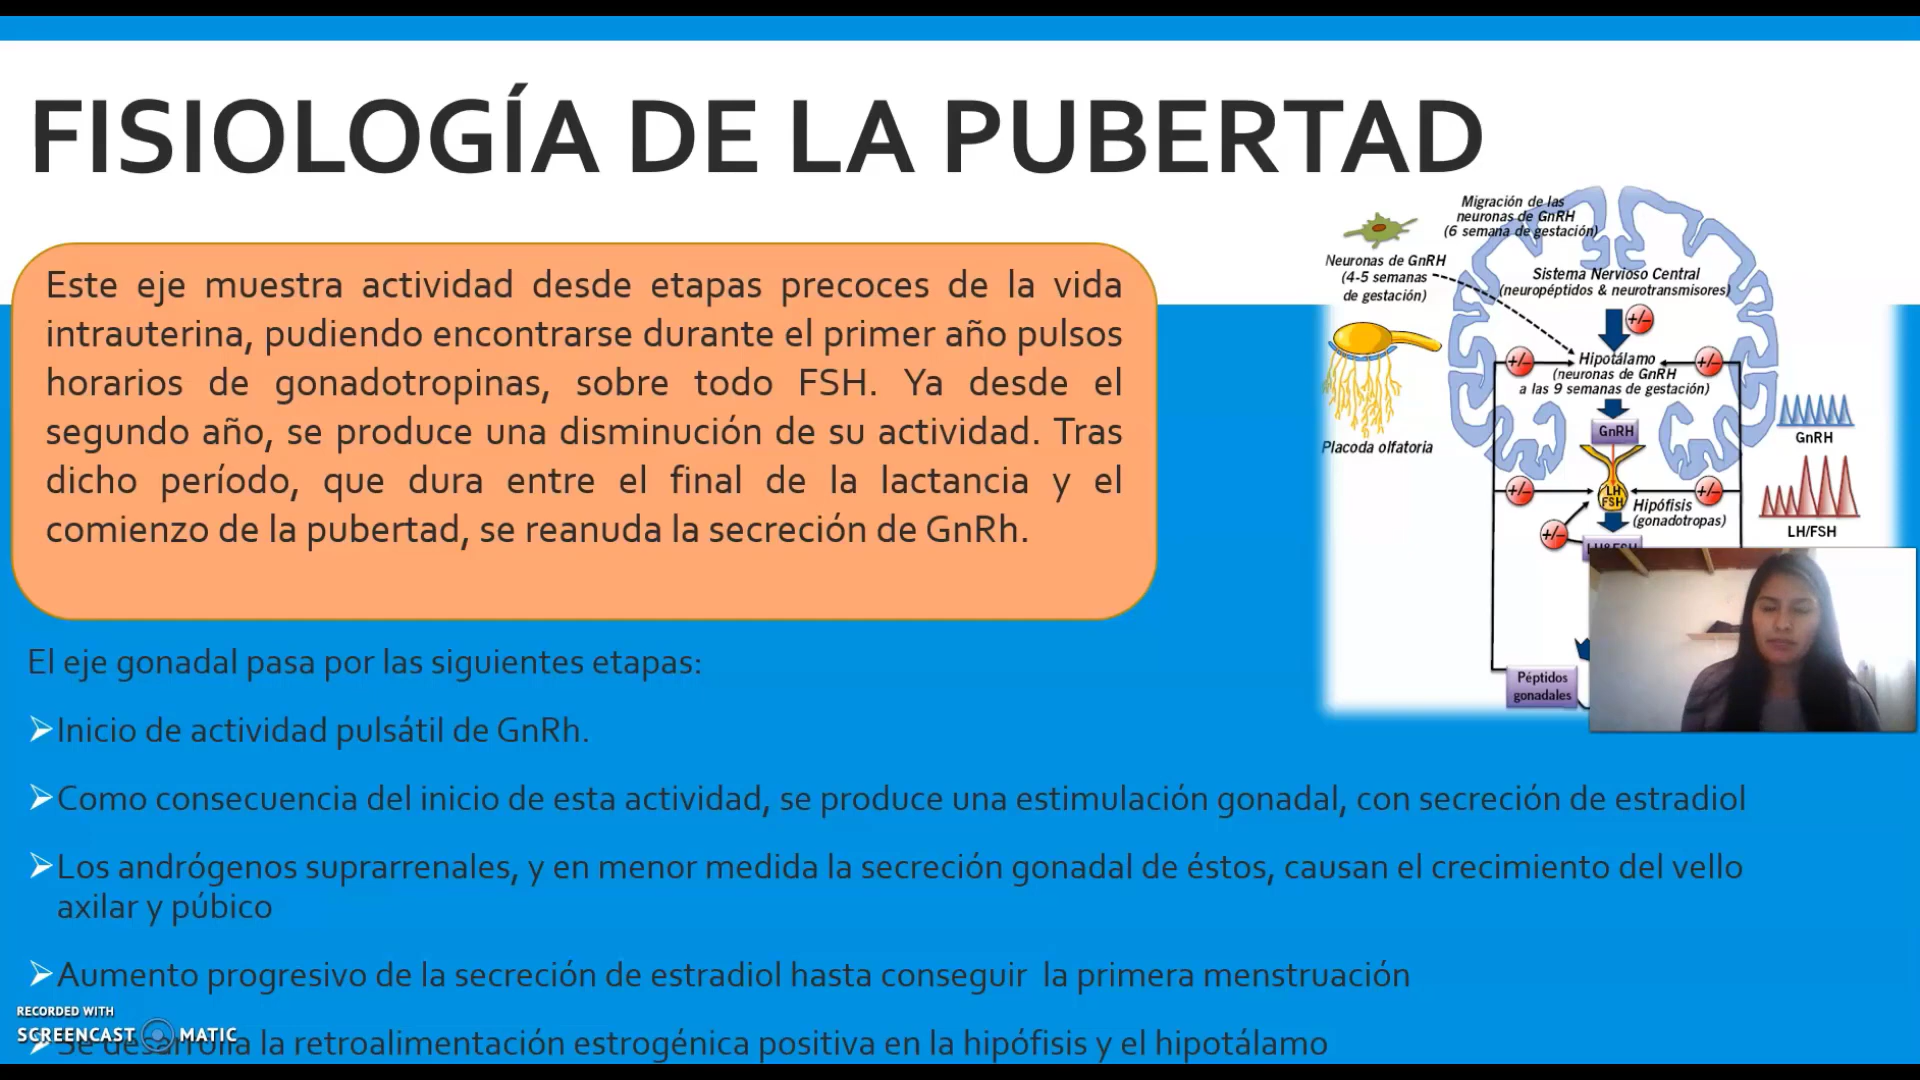 FISIOLOGÍA DE LA PUBERTAD
Este eje muestra actividad desde etapas precoces de la vida
intrauterina, pudiendo encontrarse durante el primer año pulsos
horarios de gonadotropinas, sobre todo FSH. Ya desde el
segundo año, se produce una disminución de su actividad. Tras
dicho período, que dura entre el final de la lactancia y el
comienzo de la pubertad, se reanuda la secreción de GnRh.
El eje gonadal pasa por las siguientes etapas:
Inicio de actividad pulsátil de GnRh.
Como consecuencia del inicio de esta actividad, se produce una estimulación gonadal, con secreción de estradiol
Los andrógenos suprarrenales, y en menor medida la secreción gonadal de éstos, causan el crecimiento del vello
axilar y púbico
Aumento progresivo de la secreción de estradiol hasta conseguir la primera menstruación
Se desarrolla la retroalimentación estrogénica positiva en la hipófisis y el hipotálamo
Migración de las
neuronas de GnRH
(6 semana de gestación)
Neuronas de GnRH
(4-5 semanas
de gestación)
Placoda olfatoria
Sistema Nervioso Central
(neuropéptidos & neurotransmisores)
+/–
+/–
Hipotálamo
+/–
(neuronas de GnRH
a las 9 semanas de gestación)
GnRH
GnRH
+/–
LH
FSH
+/–
Hipófisis
(gonadotropas)
+/–
LH/FSH
LH&FSH
Péptidos
gonadales
RECORDED WITH
SCREENCAST MATIC